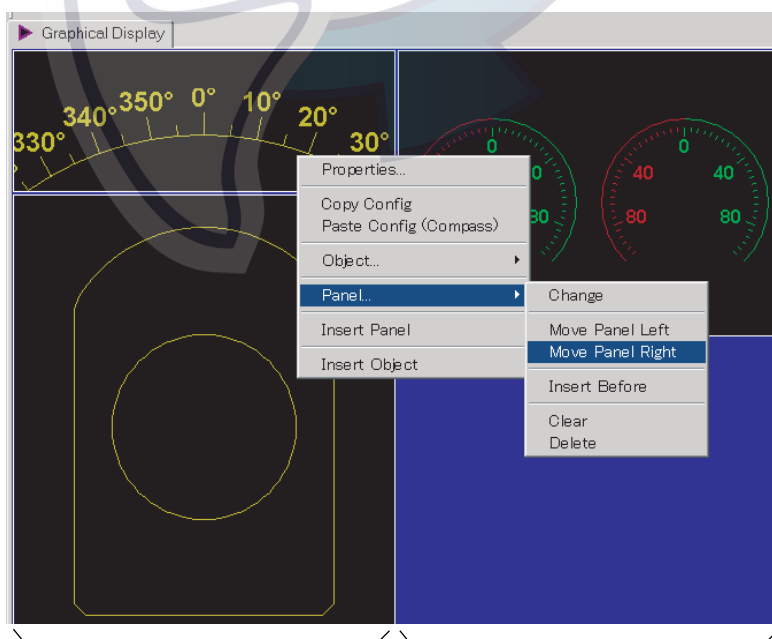 Graphical Display
330° 340° 350° 0° 10° 20° 30°
0 0
0 40 40
80 80 80
Properties...
Copy Config
Paste Config (Compass)
Object...
Panel...
Insert Panel
Insert Object
Change
Move Panel Left
Move Panel Right
Insert Before
Clear
Delete